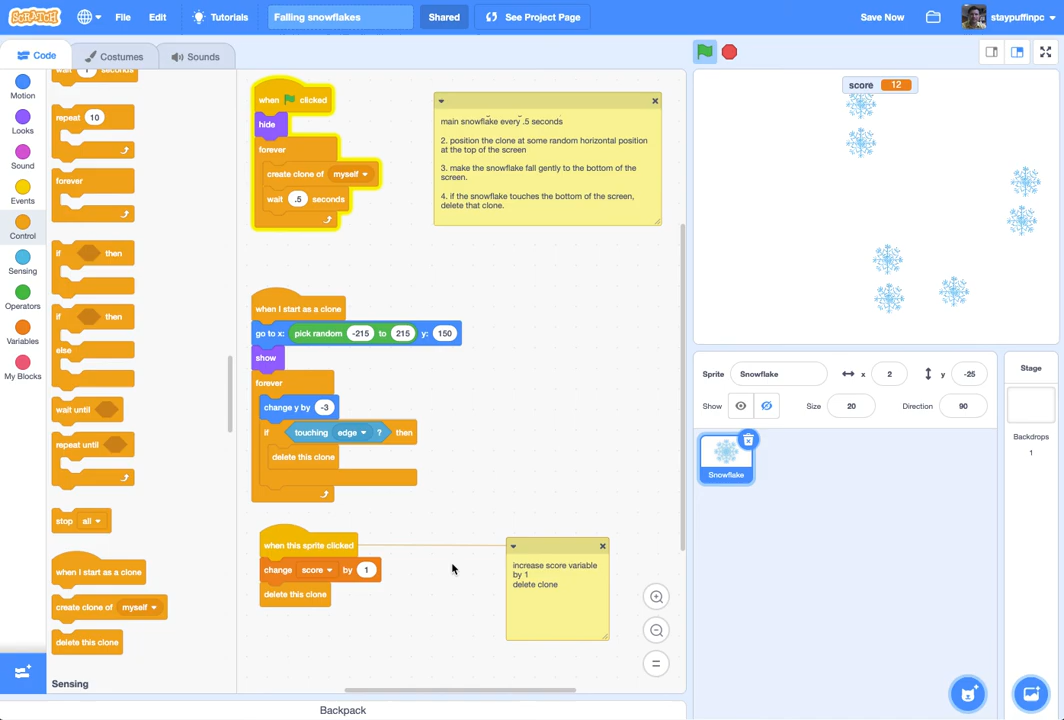 SCRATCH File Edit Tutorials Falling snowflakes Shared See Project Page Save Now staypuffinpc
Code Costumes Sounds
Motion
Looks
Sound
Events
Control
Sensing
Operators
Variables
My Blocks
wait 1 seconds
repeat 10
forever
if then
if then
else
wait until
repeat until
stop all
when I start as a clone
create clone of myself
delete this clone
Sensing
when clicked
hide
forever
create clone of myself
wait .5 seconds
main snowflake every .5 seconds
2. position the clone at some random horizontal position
at the top of the screen
3. make the snowflake fall gently to the bottom of the
screen.
4. if the snowflake touches the bottom of the screen,
delete that clone.
when I start as a clone
go to x: pick random -215 to 215 y: 150
show
forever
change y by -3
if touching edge ? then
delete this clone
when this sprite clicked
change score by 1
delete this clone
increase score variable
by 1
delete clone
Backpack
score 12
Sprite Snowflake x 2 y -25
Show Size 20 Direction 90
Snowflake
Stage
Backdrops
1